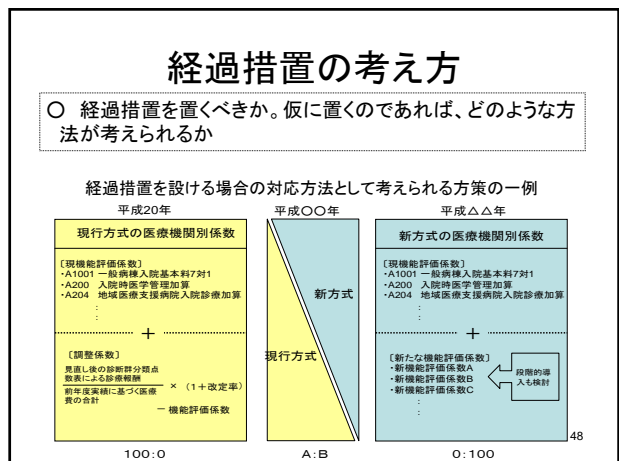 経過措置の考え方
○　経過措置を置くべきか。仮に置くのであれば、どのような方
法が考えられるか
経過措置を設ける場合の対応方法として考えられる方策の一例
平成20年
現行方式の医療機関別係数
〔現機能評価係数〕
・A1001 一般病棟入院基本料7対1
・A200　入院時医学管理加算
・A204　地域医療支援病院入院診療加算
：
：
＋
〔調整係数〕
見直し後の診断群分類点
数表による診療報酬
前年度実績に基づく医療
費の合計
×　(1＋改定率)
－ 機能評価係数
100:0
平成○○年
新方式
現行方式
A:B
平成△△年
新方式の医療機関別係数
〔現機能評価係数〕
・A1001 一般病棟入院基本料7対1
・A200　入院時医学管理加算
・A204　地域医療支援病院入院診療加算
：
：
＋
〔新たな機能評価係数〕
・新機能評価係数A
・新機能評価係数B
・新機能評価係数C
：
：
段階的導
入も検討
0:100
48